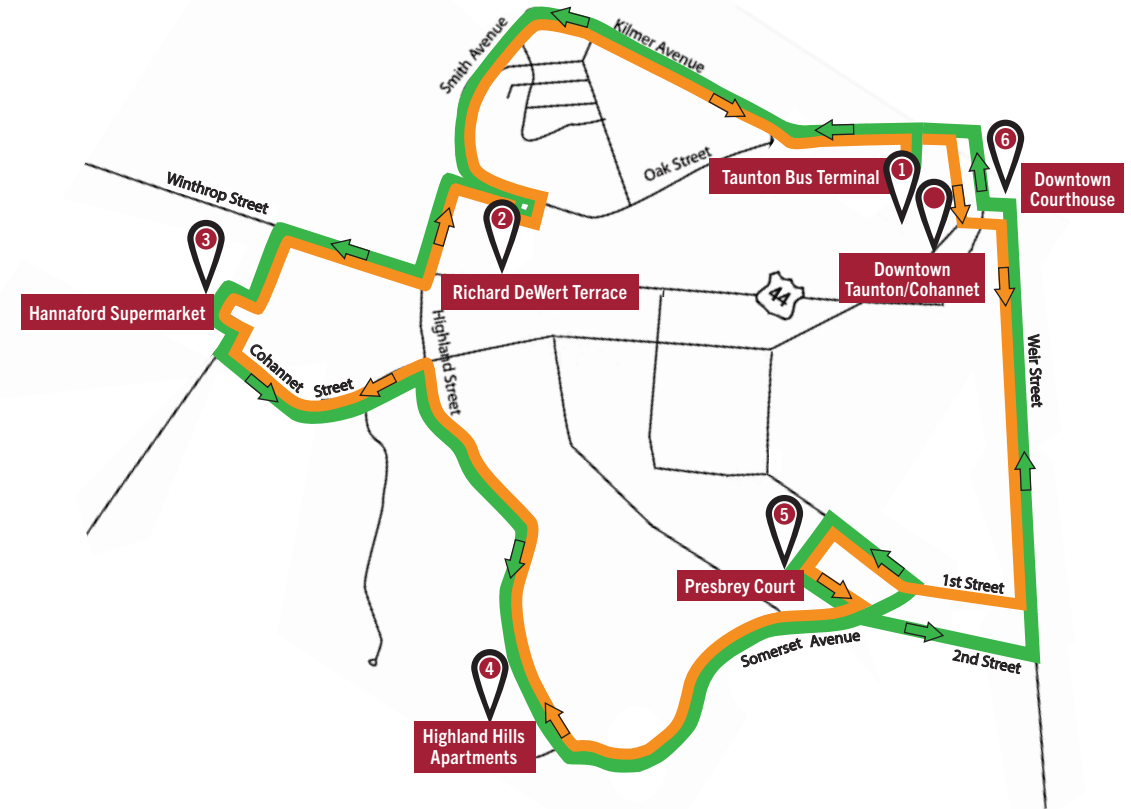 Smith Avenue
Kilmer Avenue
6
Oak Street
Taunton Bus Terminal
1
Downtown
Courthouse
Winthrop Street
3
2
Downtown
Taunton/Cohannet
Richard DeWert Terrace
44
Hannaford Supermarket
Highland Street
Cohannet Street
Weir Street
5
Presbrey Court
1st Street
Somerset Avenue
2nd Street
4
Highland Hills
Apartments